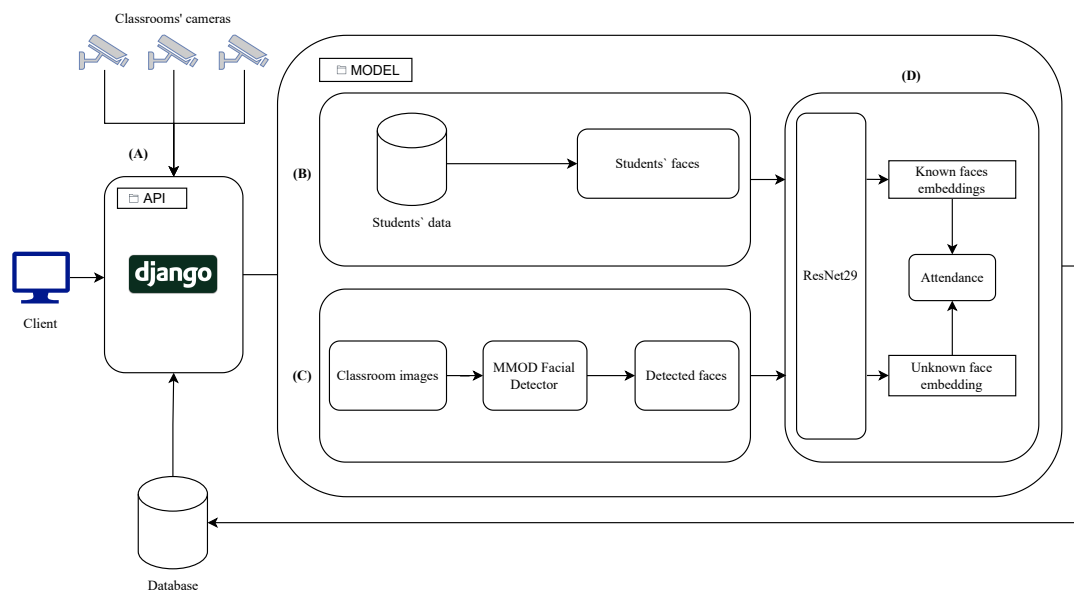 Classrooms' cameras
(A)
API
django
Client
Database
MODEL
(B)
Students` data
Students` faces
(C)
Classroom images
MMOD Facial
Detector
Detected faces
(D)
ResNet29
Known faces
embeddings
Attendance
Unknown face
embedding